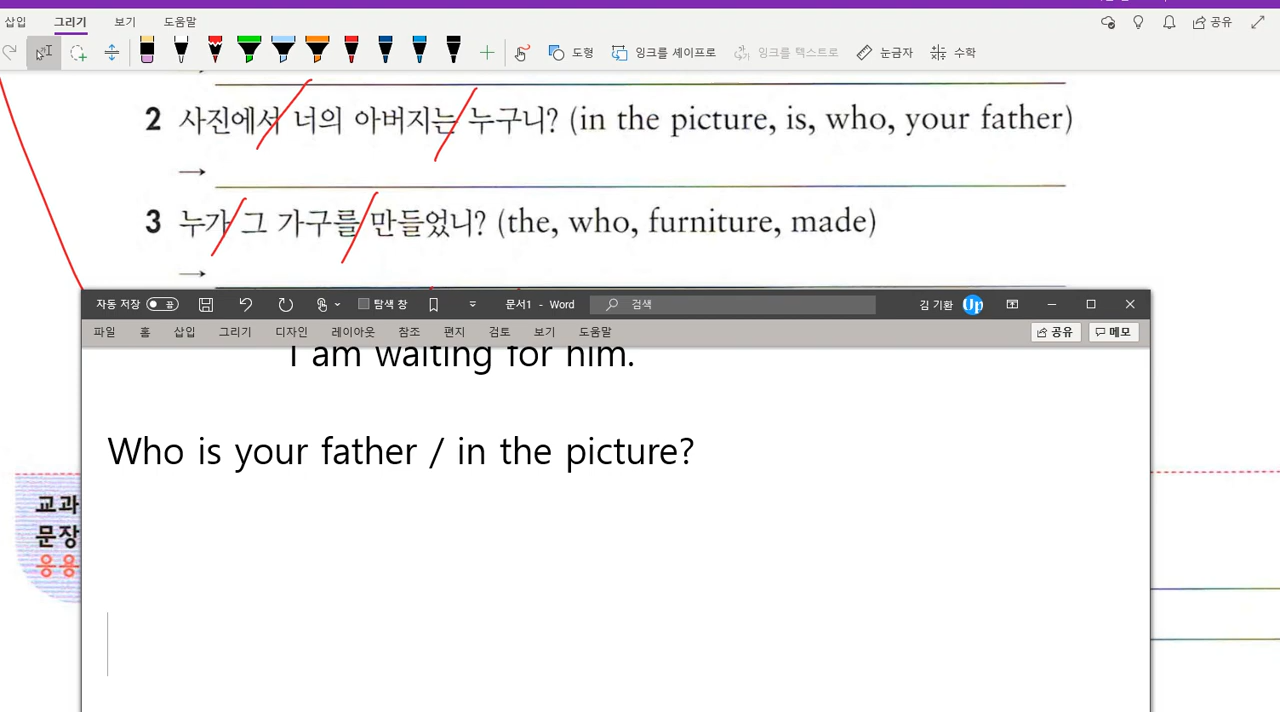 삽입 그리기 보기 도움말
공유
도형 잉크를 셰이프로 잉크를 텍스트로 눈금자 수학
2 사진에서 너의 아버지는 누구니? (in the picture, is, who, your father)
→
3 누가 그 가구를 만들었니? (the, who, furniture, made)
→
자동 저장 끔 탐색 창 문서1 - Word 검색 김 기환 Up
파일 홈 삽입 그리기 디자인 레이아웃 참조 편지 검토 보기 도움말 공유 메모
I am waiting for him.
Who is your father / in the picture?
교과
문장
응용